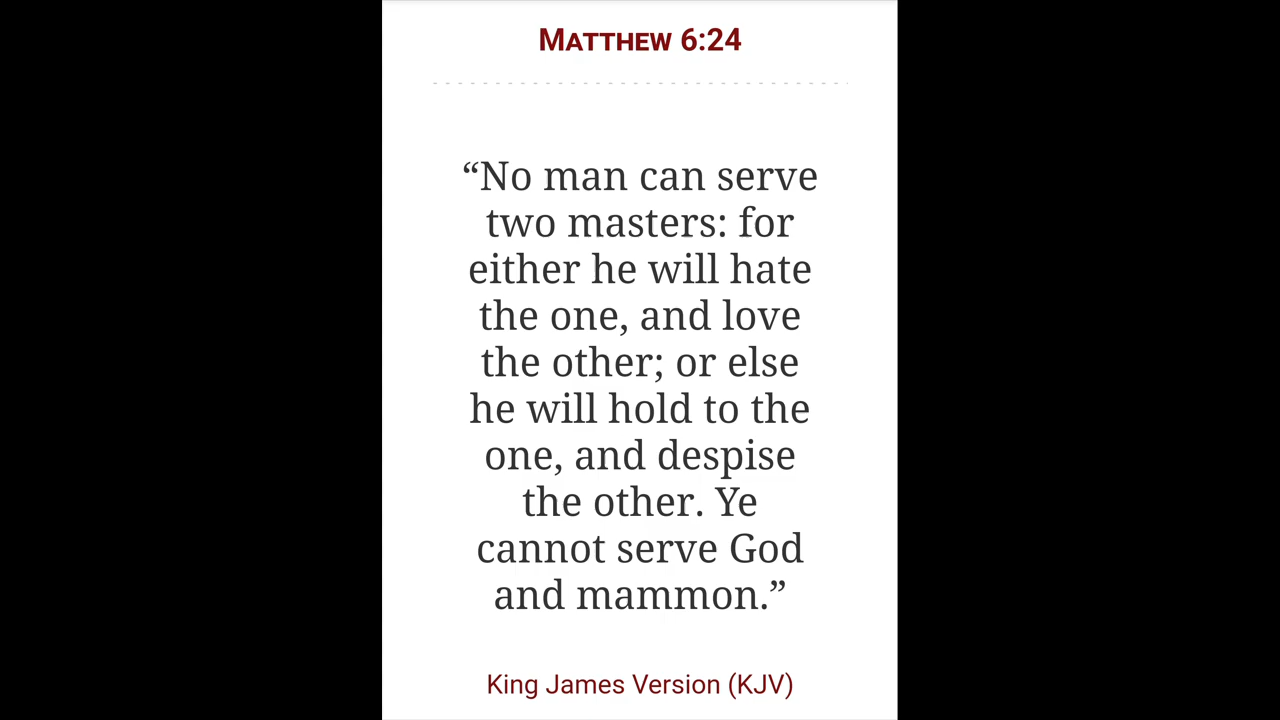 Matthew 6:24
“No man can serve
two masters: for
either he will hate
the one, and love
the other; or else
he will hold to the
one, and despise
the other. Ye
cannot serve God
and mammon.”
King James Version (KJV)